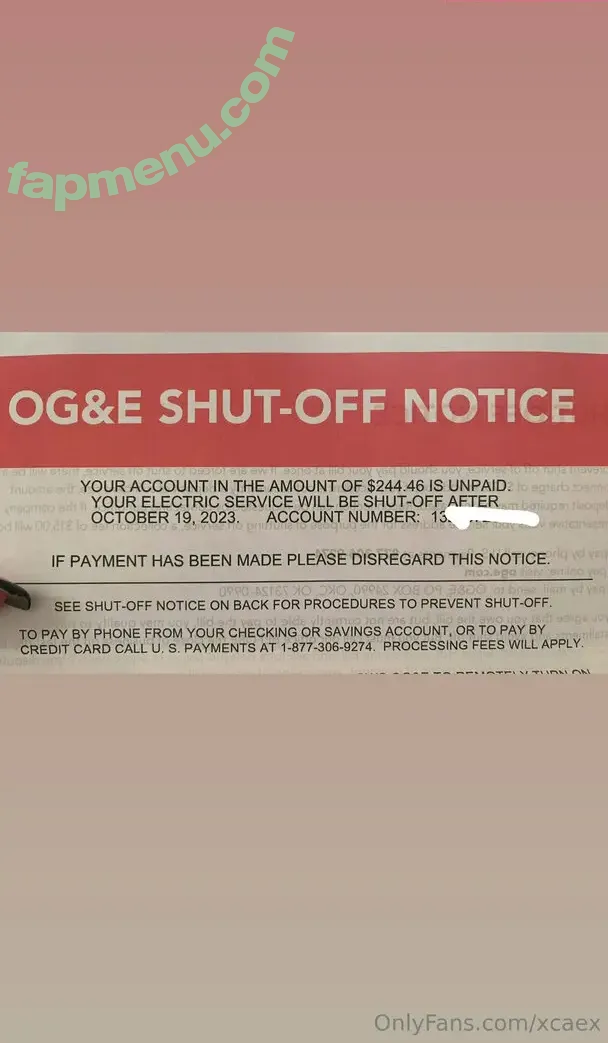 fapmenu.com
OG&E SHUT-OFF NOTICE
YOUR ACCOUNT IN THE AMOUNT OF $244.46 IS UNPAID.
YOUR ELECTRIC SERVICE WILL BE SHUT-OFF AFTER
OCTOBER 19, 2023. ACCOUNT NUMBER: 13
IF PAYMENT HAS BEEN MADE PLEASE DISREGARD THIS NOTICE.
SEE SHUT-OFF NOTICE ON BACK FOR PROCEDURES TO PREVENT SHUT-OFF.
TO PAY BY PHONE FROM YOUR CHECKING OR SAVINGS ACCOUNT, OR TO PAY BY
CREDIT CARD CALL U. S. PAYMENTS AT 1-877-306-9274. PROCESSING FEES WILL APPLY.
TO REMOTELY TURN ON
OnlyFans.com/xcaex